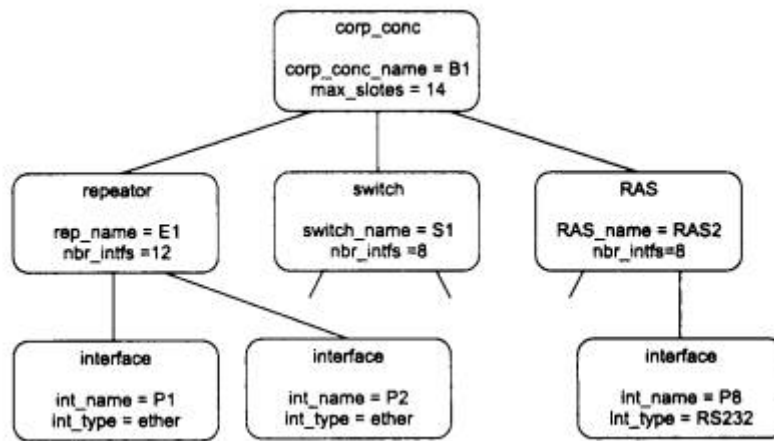 corp_conc
corp_conc_name = B1
max_slotes = 14
repeator
rep_name = E1
nbr_intfs =12
switch
switch_name = S1
nbr_intfs =8
RAS
RAS_name = RAS2
nbr_intfs=8
interface
int_name = P1
int_type = ether
interface
int_name = P2
int_type = ether
interface
int_name = P8
Int_type = RS232